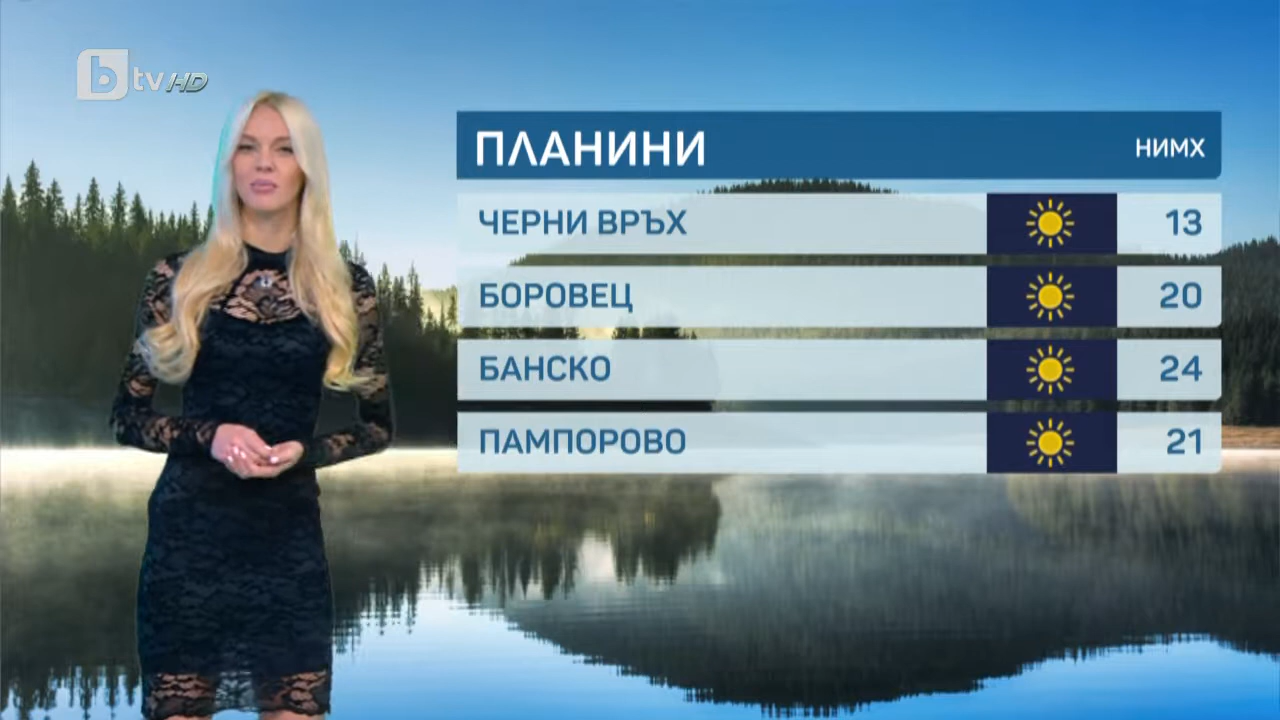 btv HD
ПЛАНИНИ
НИМХ
ЧЕРНИ ВРЪХ 13
БОРОВЕЦ 20
БАНСКО 24
ПАМПОРОВО 21